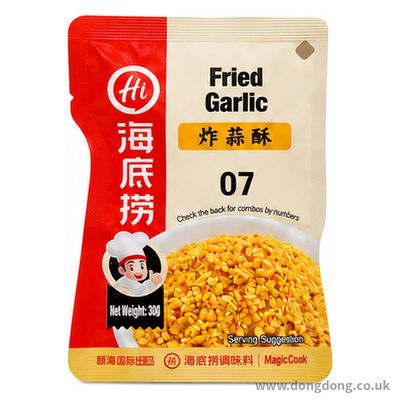 Hi
海底捞
Fried
Garlic
炸蒜酥
07
Check the back for combos by numbers
Net Weight: 30G
Serving Suggestion
颐海国际出品
Hi 海底捞调味料 | MagicCook
www.dongdong.co.uk